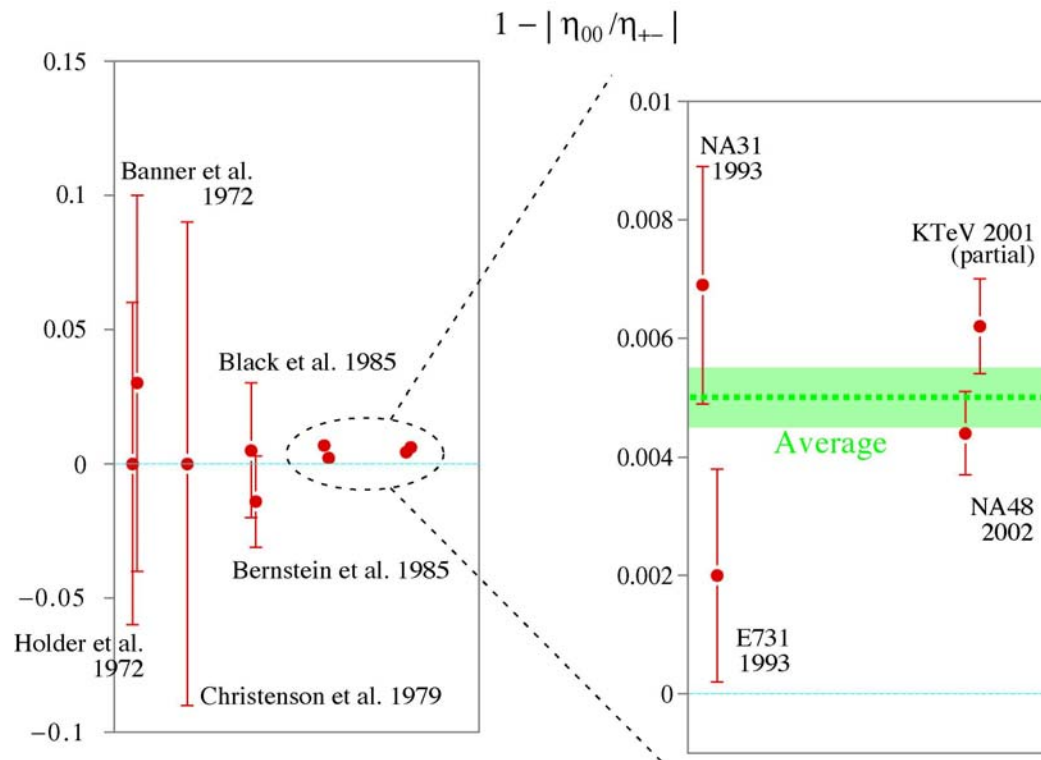 1 − | η00 /η+− |
0.15
0.1
0.05
0
−0.05
−0.1
Banner et al.
1972
Black et al. 1985
Bernstein et al. 1985
Holder et al.
1972
Christenson et al. 1979
0.01
0.008
0.006
0.004
0.002
0
NA31
1993
KTeV 2001
(partial)
Average
NA48
2002
E731
1993